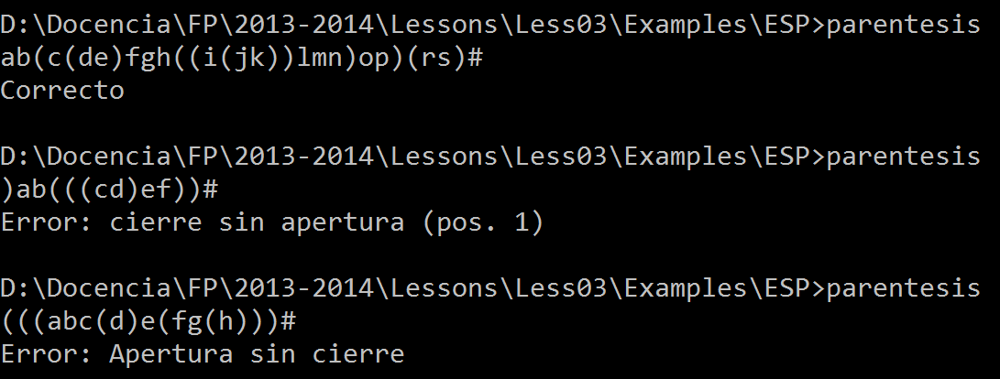 D:\Docencia\FP\2013-2014\Lessons\Less03\Examples\ESP>parentesis
ab(c(de)fgh((i(jk))lmn)op)(rs)#
Correcto
D:\Docencia\FP\2013-2014\Lessons\Less03\Examples\ESP>parentesis
)ab(((cd)ef))#
Error: cierre sin apertura (pos. 1)
D:\Docencia\FP\2013-2014\Lessons\Less03\Examples\ESP>parentesis
(((abc(d)e(fg(h)))#
Error: Apertura sin cierre